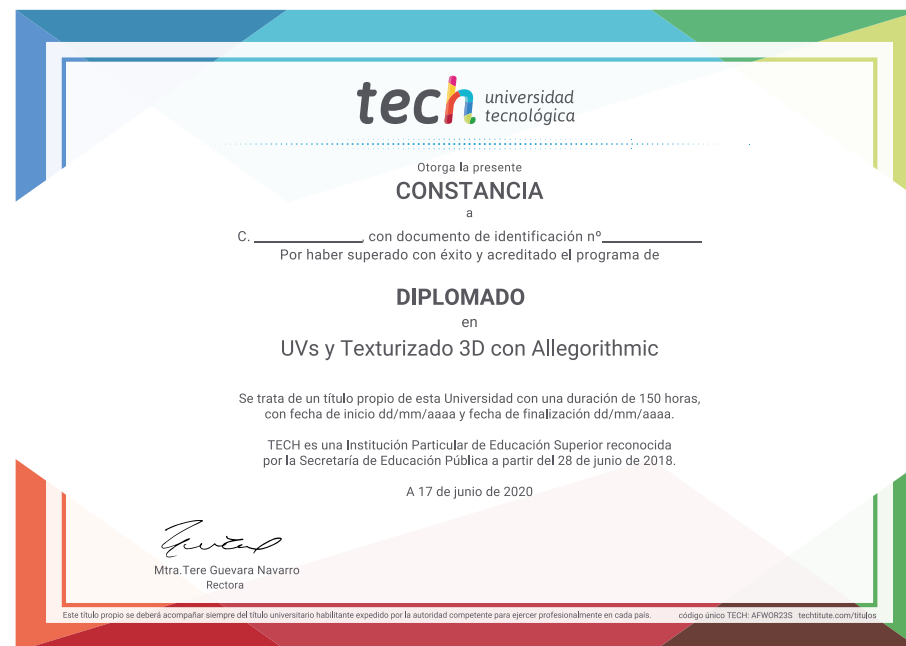 tech universidad
tecnológica
Otorga la presente
CONSTANCIA
a
C. ______________, con documento de identificación nº_____________
Por haber superado con éxito y acreditado el programa de
DIPLOMADO
en
UVs y Texturizado 3D con Allegorithmic
Se trata de un título propio de esta Universidad con una duración de 150 horas,
con fecha de inicio dd/mm/aaaa y fecha de finalización dd/mm/aaaa.
TECH es una Institución Particular de Educación Superior reconocida
por la Secretaría de Educación Pública a partir del 28 de junio de 2018.
A 17 de junio de 2020
Mtra.Tere Guevara Navarro
Rectora
Este título propio se deberá acompañar siempre del título universitario habilitante expedido por la autoridad competente para ejercer profesionalmente en cada país. código único TECH: AFWOR23S techtitute.com/titulos